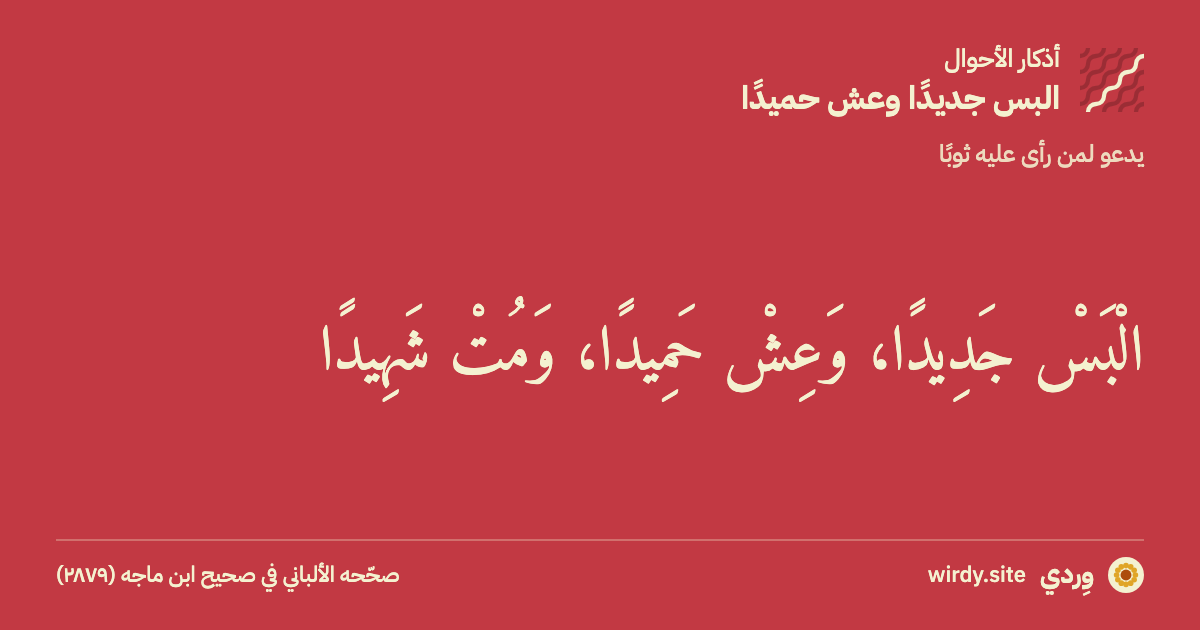 أذكار الأحوال
البس جديدًا وعش حميدًا
يدعو لمن رأى عليه ثوبًا
الْبَسْ جَدِيدًا، وَعِشْ حَمِيدًا، وَمُتْ شَهِيدًا
وِردي wirdy.site
صحّحه الألباني في صحيح ابن ماجه (٢٨٧٩)